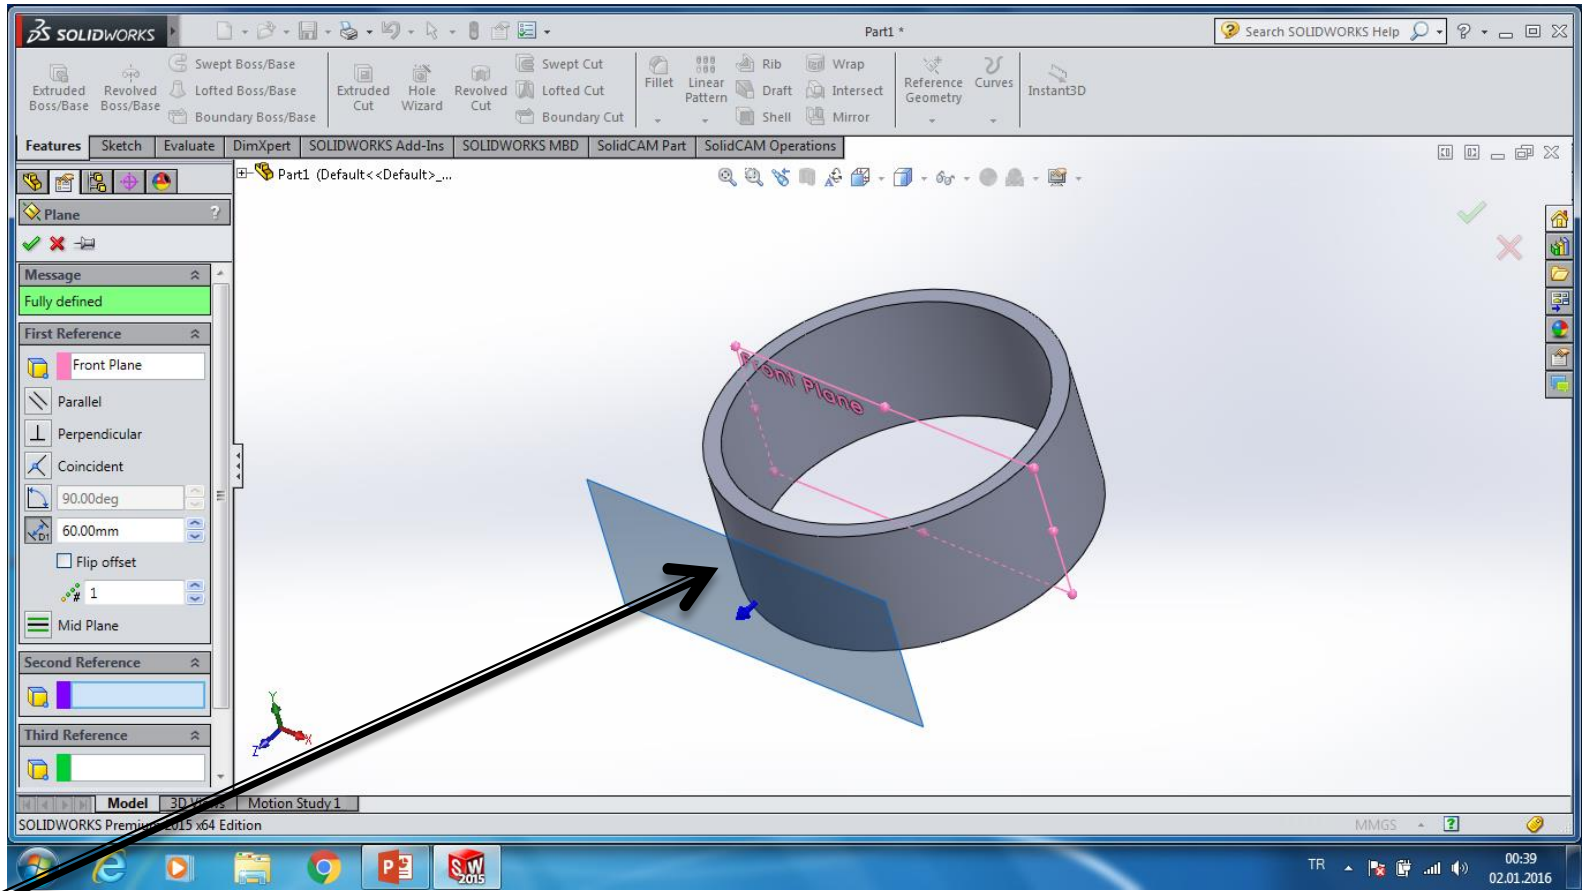 SOLIDWORKS
Part1 *
Search SOLIDWORKS Help
Extruded Boss/Base
Revolved Boss/Base
Swept Boss/Base
Lofted Boss/Base
Boundary Boss/Base
Extruded Cut
Hole Wizard
Revolved Cut
Swept Cut
Lofted Cut
Boundary Cut
Fillet
Linear Pattern
Rib
Draft
Shell
Wrap
Intersect
Mirror
Reference Geometry
Curves
Instant3D
Features Sketch Evaluate DimXpert SOLIDWORKS Add-Ins SOLIDWORKS MBD SolidCAM Part SolidCAM Operations
Part1 (Default<<Default>_...
Plane ?
Message
Fully defined
First Reference
Front Plane
Parallel
Perpendicular
Coincident
90.00deg
D1 60.00mm
Flip offset
# 1
Mid Plane
Second Reference
Third Reference
Front Plane
Y
Z
X
Model
Motion Study 1
SOLIDWORKS Premium 2015 x64 Edition
MMGS
TR
00:39
02.01.2016
SW
2015